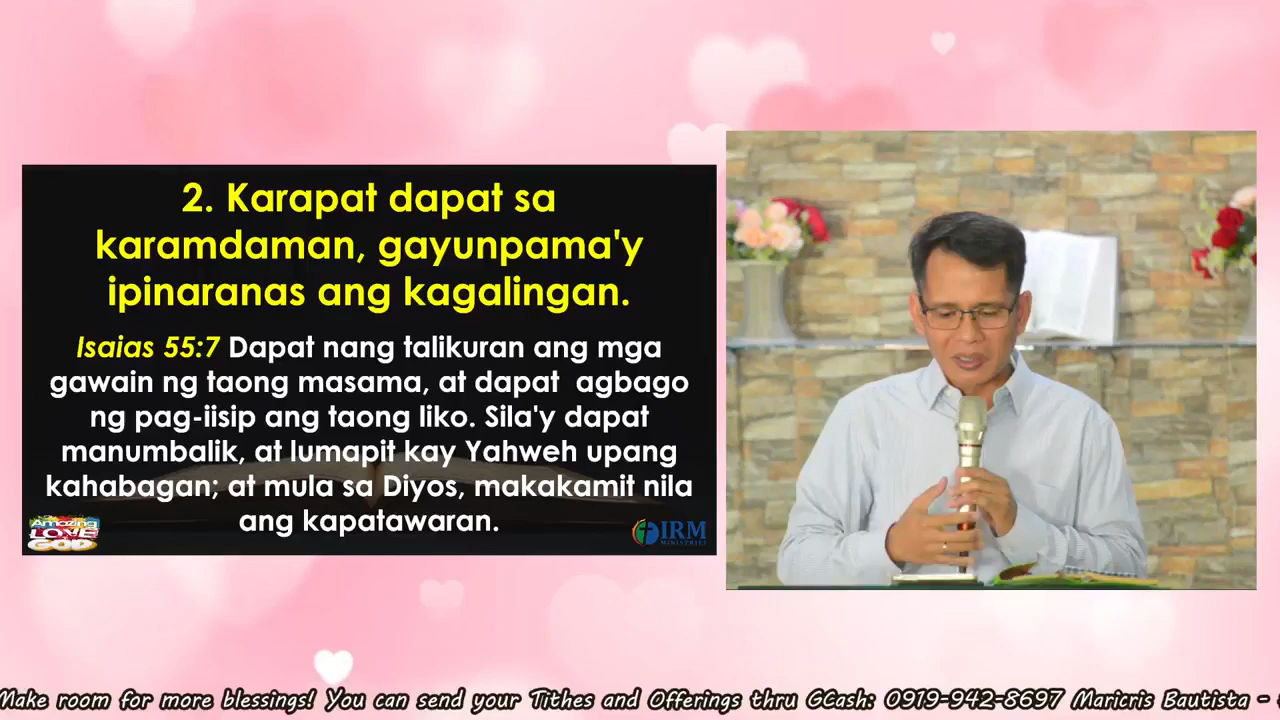 2. Karapat dapat sa
karamdaman, gayunpama'y
ipinaranas ang kagalingan.
Isaias 55:7 Dapat nang talikuran ang mga
gawain ng taong masama, at dapat agbago
ng pag-iisip ang taong liko. Sila'y dapat
manumbalik, at lumapit kay Yahweh upang
kahabagan; at mula sa Diyos, makakamit nila
ang kapatawaran.
Amazing
LOVE
GOD
IRM
MINISTRIES
Make room for more blessings! You can send your Tithes and Offerings thru GCash: 0919-942-8697 Maricris Bautista -